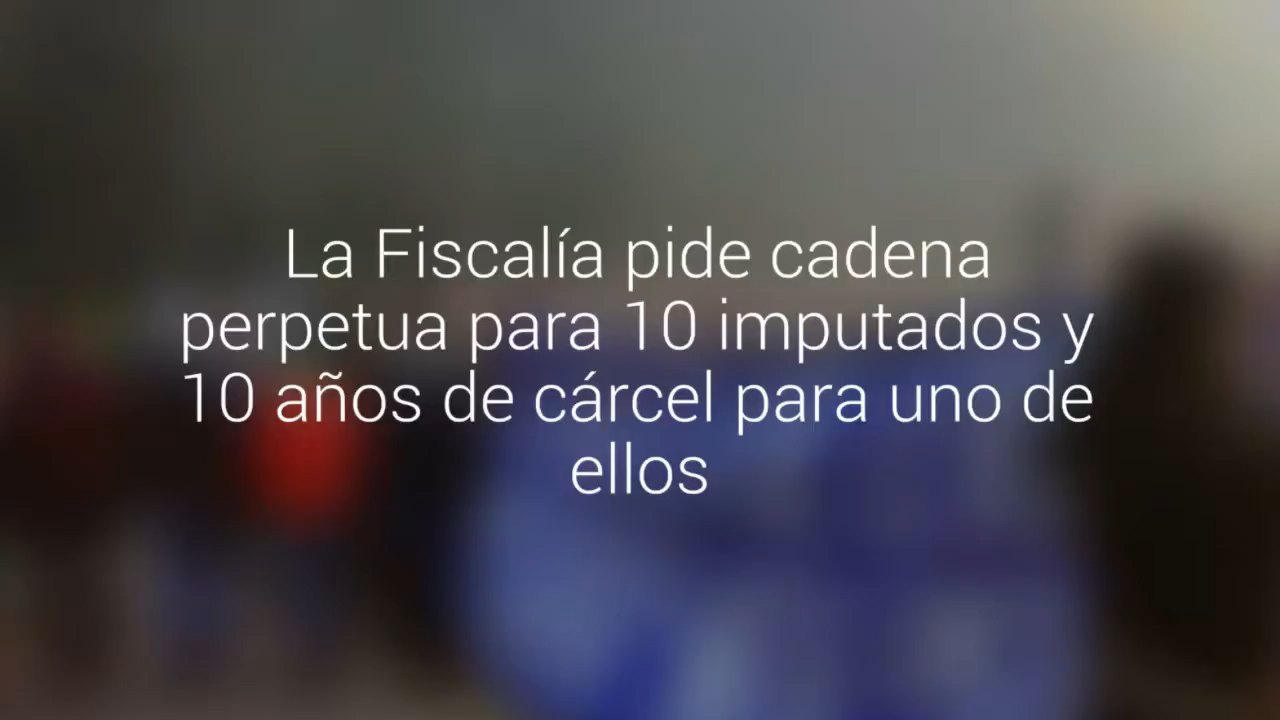 La Fiscalía pide cadena
perpetua para 10 imputados y
10 años de cárcel para uno de
ellos